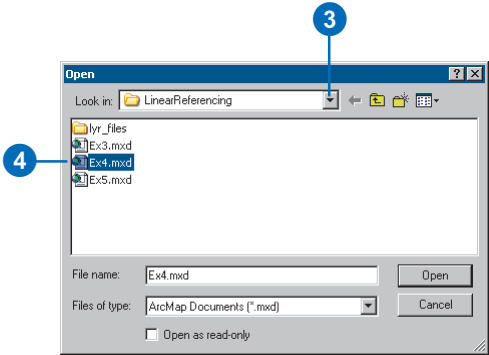 3
Open
Look in: LinearReferencing
lyr_files
Ex3.mxd
4
Ex4.mxd
Ex5.mxd
File name: Ex4.mxd Open
Files of type: ArcMap Documents (*.mxd) Cancel
Open as read-only